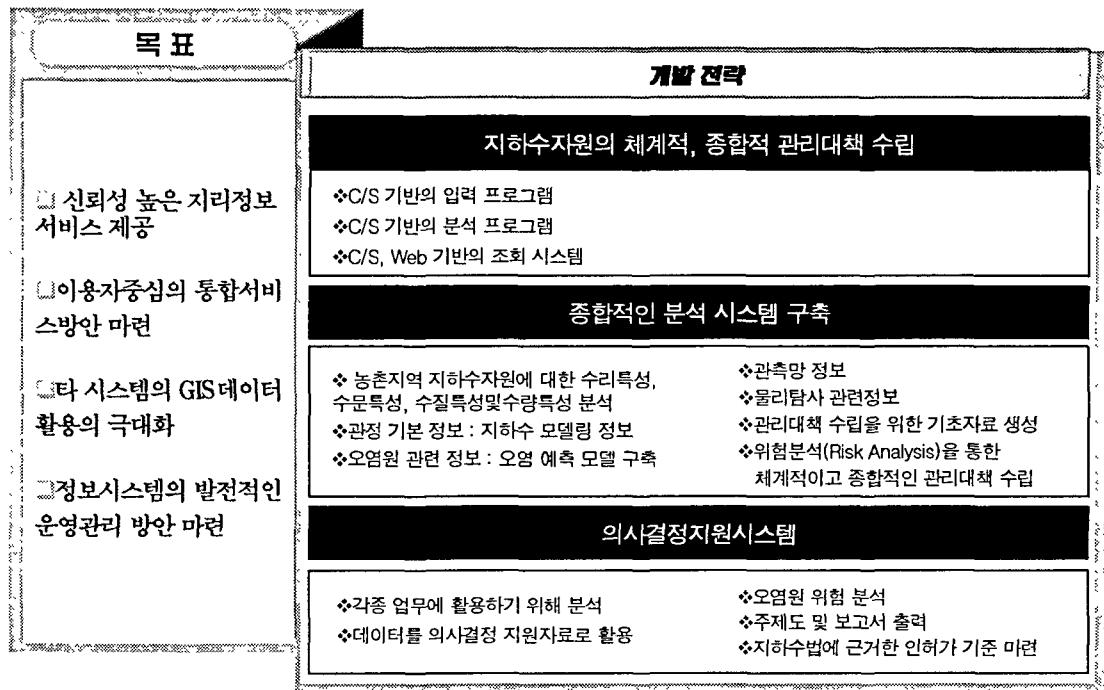 목 표
□ 신뢰성 높은 지리정보
서비스 제공
□이용자중심의 통합서비
스방안 마련
□타 시스템의 GIS데이터
활용의 극대화
□정보시스템의 발전적인
운영관리 방안 마련
개발 전략
지하수자원의 체계적, 종합적 관리대책 수립
❖C/S 기반의 입력 프로그램
❖C/S 기반의 분석 프로그램
❖C/S, Web 기반의 조회 시스템
종합적인 분석 시스템 구축
❖ 농촌지역 지하수자원에 대한 수리특성,
수문특성, 수질특성및수량특성 분석
❖관정 기본 정보 : 지하수 모델링 정보
❖오염원 관련 정보 : 오염 예측 모델 구축
❖관측망 정보
❖물리탐사 관련정보
❖관리대책 수립을 위한 기초자료 생성
❖위험분석(Risk Analysis)을 통한
체계적이고 종합적인 관리대책 수립
의사결정지원시스템
❖각종 업무에 활용하기 위해 분석
❖데이터를 의사결정 지원자료로 활용
❖오염원 위험 분석
❖주제도 및 보고서 출력
❖지하수법에 근거한 인허가 기준 마련